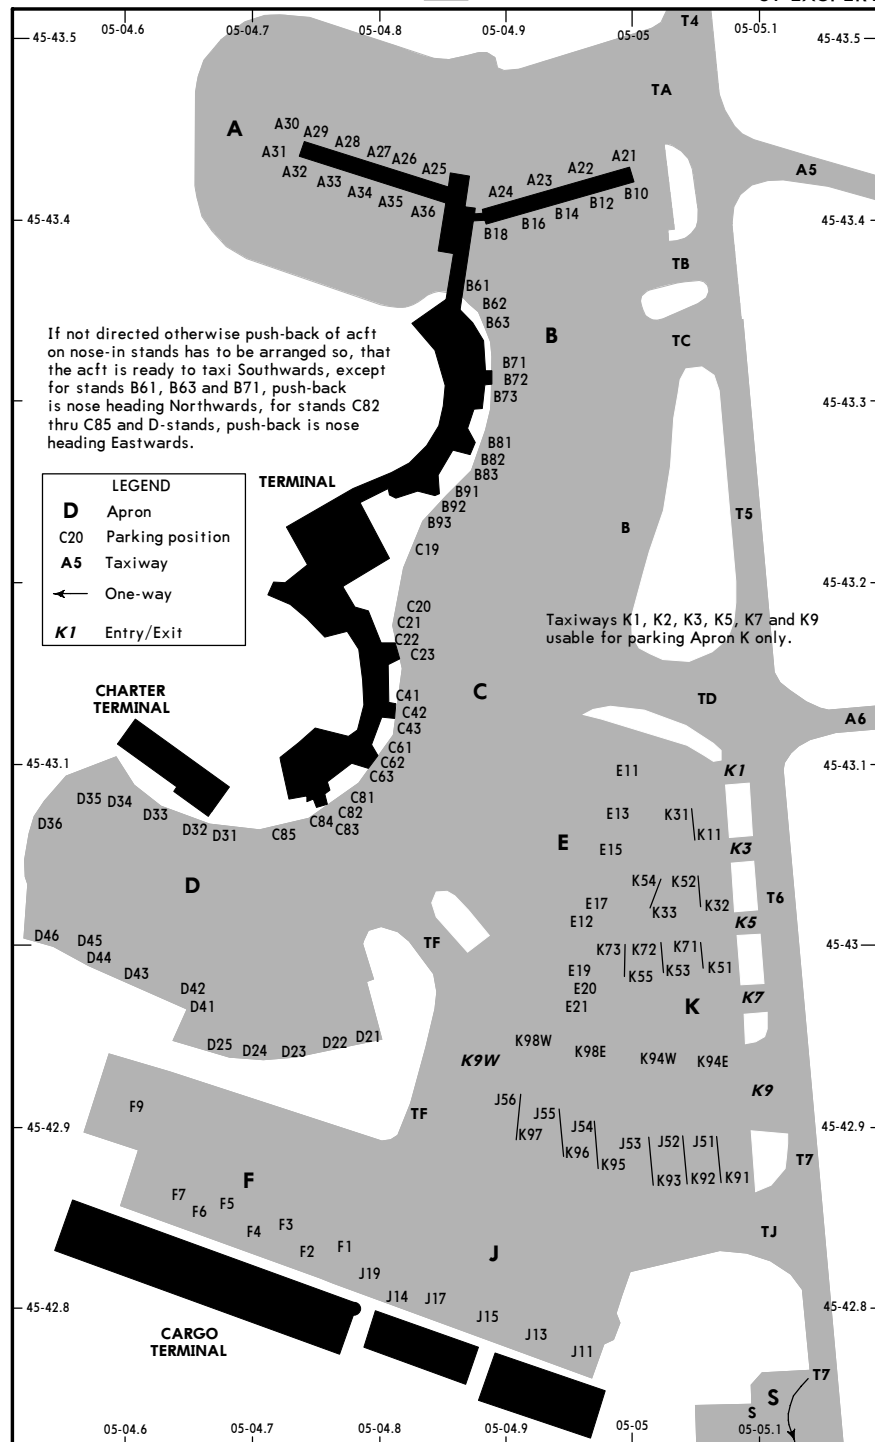 05-04.6 05-04.7 05-04.8 05-04.9 05-05 05-05.1
45-43.5 T4 45-43.5
TA
A A30 A29 A28 A27 A26 A25 A21
A31 A32 A33 A34 A35 A36 A24 A23 A22 A5
B18 B16 B14 B12 B10
45-43.4 45-43.4
TB
B61
B62
B63
B
TC
If not directed otherwise push-back of acft
on nose-in stands has to be arranged so, that
the acft is ready to taxi Southwards, except
for stands B61, B63 and B71, push-back
is nose heading Northwards, for stands C82
thru C85 and D-stands, push-back is nose
heading Eastwards.
B71
B72
B73
45-43.3 45-43.3
B81
B82
B83
B91
B92
B93
LEGEND
D Apron
C20 Parking position
A5 Taxiway
One-way
K1 Entry/Exit
TERMINAL
B
T5
C19
45-43.2
C20
C21
C22
C23
Taxiways K1, K2, K3, K5, K7 and K9
usable for parking Apron K only.
CHARTER
TERMINAL
C
TD
A6
C41
C42
C43
C61
C62
C63
45-43.1 45-43.1
E11 K1
C81
C82
C83
C84
C85
D35 D34
D36 D33
D32 D31
E13 K31
K11
E E15 K3
D
K54 K52
E17 K33 K32 T6
E12 K5
D46 D45
D44
D43
TF
K73 K72 K71
45-43
E19 K55 K53 K51
D42
D41
E20
E21
K K7
D25 D24 D23 D22 D21
K98W
K9W K98E K94W K94E
K9
J56
J55
J54
J53 J52 J51
F9
TF
45-42.9 45-42.9
K97
K96
K95
K93 K92 K91
T7
F
F7 F6 F5
F4 F3
F2 F1
J
TJ
J19
J14 J17
J15
J13
J11
45-42.8 45-42.8
CARGO
TERMINAL
T7
S
S
05-04.6 05-04.7 05-04.8 05-04.9 05-05 05-05.1